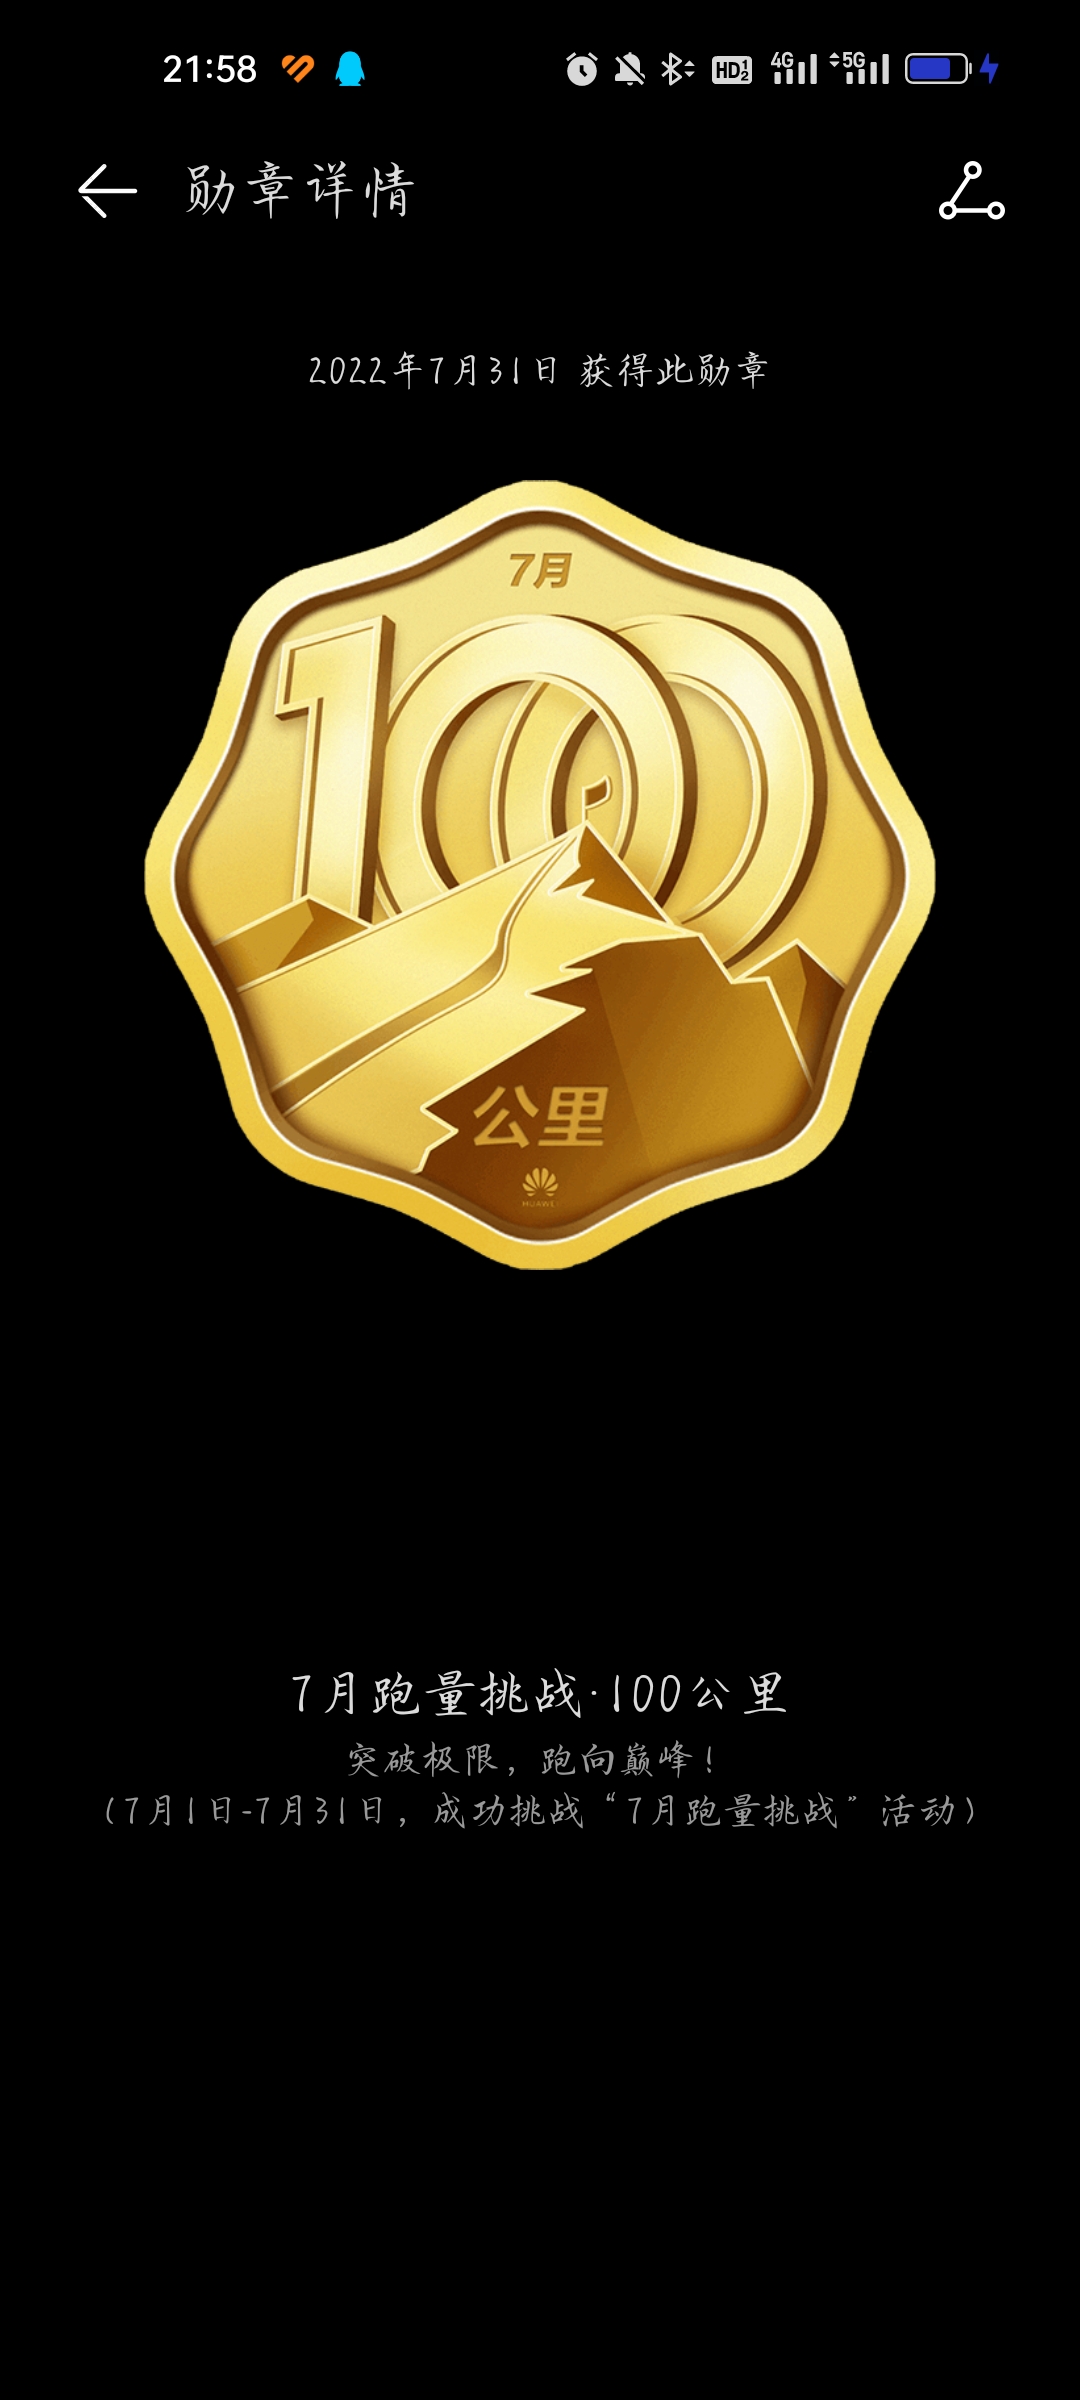 21:58
HD 1 2 4G 5G
勋章详情
2022年7月31日 获得此勋章
7月
100
公里
HUAWEI
7月跑量挑战·100公里
突破极限，跑向巅峰！
（7月1日-7月31日，成功挑战“7月跑量挑战”活动）